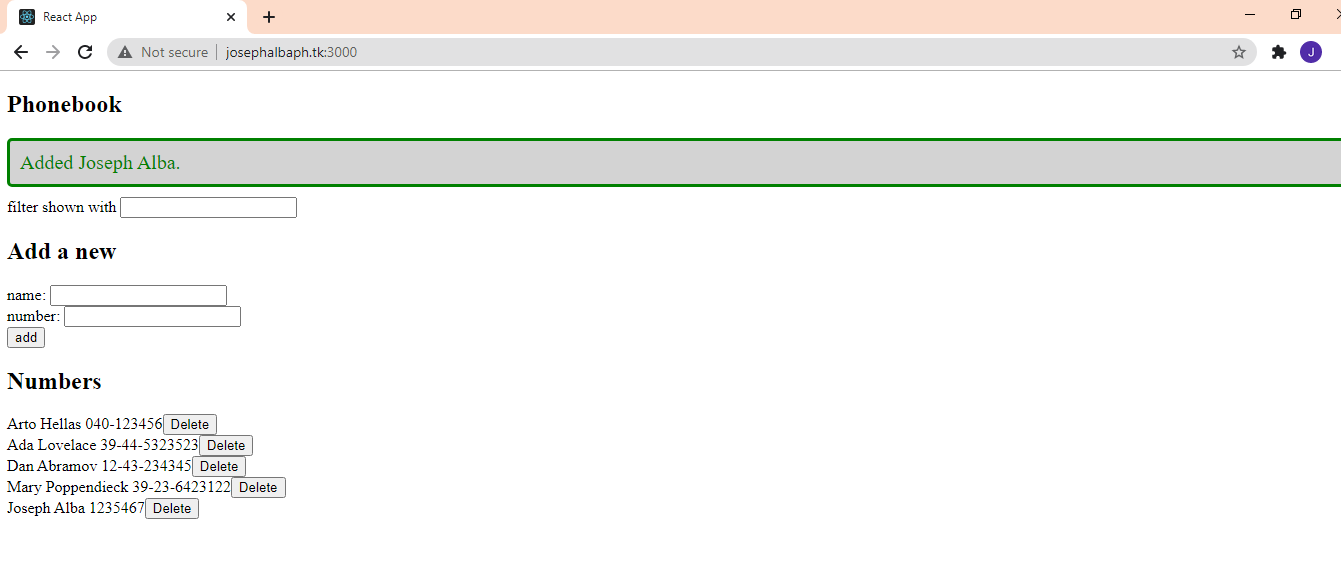 React App
Not secure josephalbaph.tk:3000
J
Phonebook
Added Joseph Alba.
filter shown with
Add a new
name:
number:
add
Numbers
Arto Hellas 040-123456 Delete
Ada Lovelace 39-44-5323523 Delete
Dan Abramov 12-43-234345 Delete
Mary Poppendieck 39-23-6423122 Delete
Joseph Alba 1235467 Delete